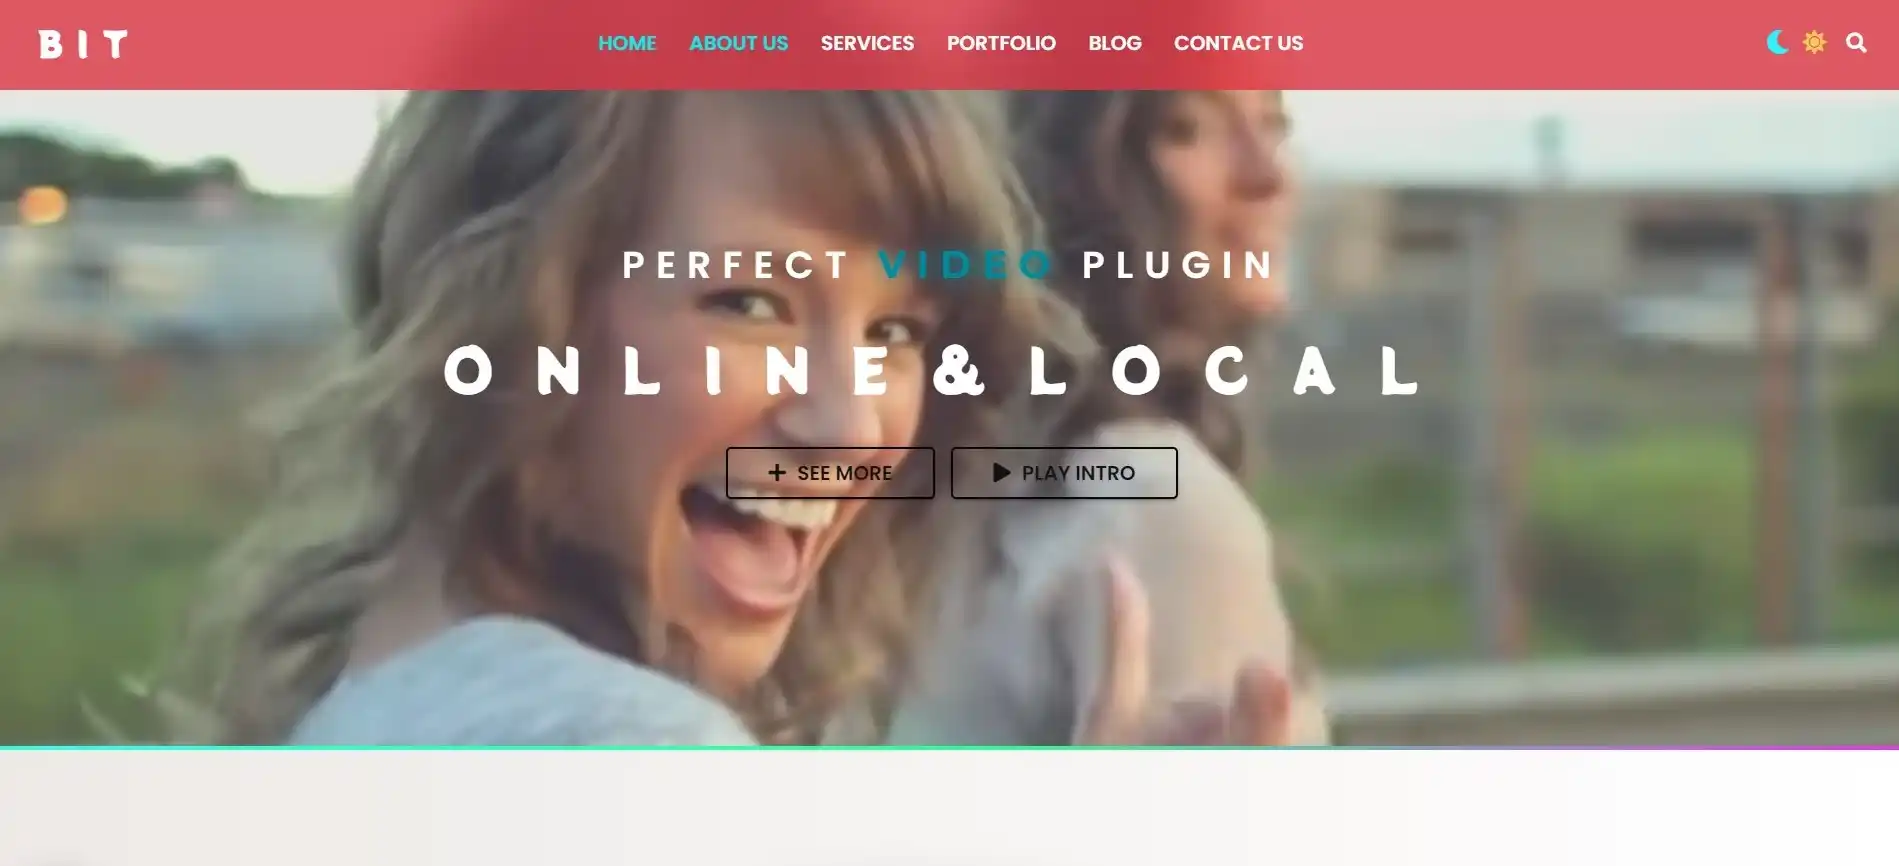 BIT
HOME ABOUT US SERVICES PORTFOLIO BLOG CONTACT US
PERFECT VIDEO PLUGIN
ONLINE&LOCAL
SEE MORE PLAY INTRO